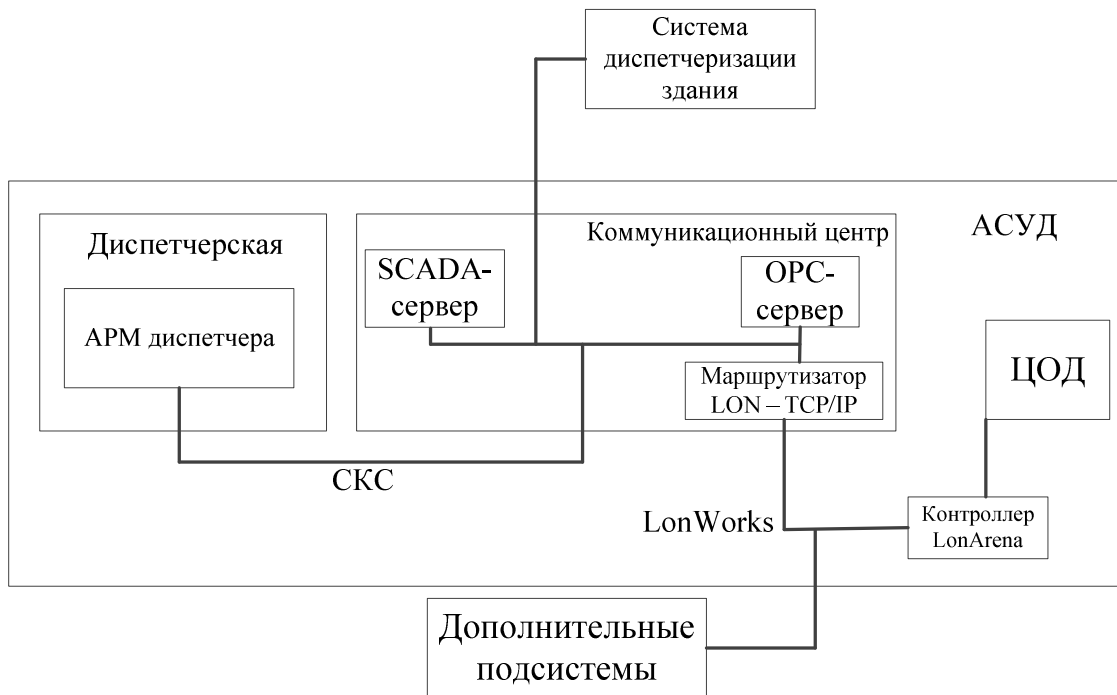 Система
диспетчеризации
здания
АСУД
Диспетчерская
АРМ диспетчера
Коммуникационный центр
SCADA-
сервер
OPC-
сервер
Маршрутизатор
LON – TCP/IP
ЦОД
СКС
LonWorks
Контроллер
LonArena
Дополнительные
подсистемы